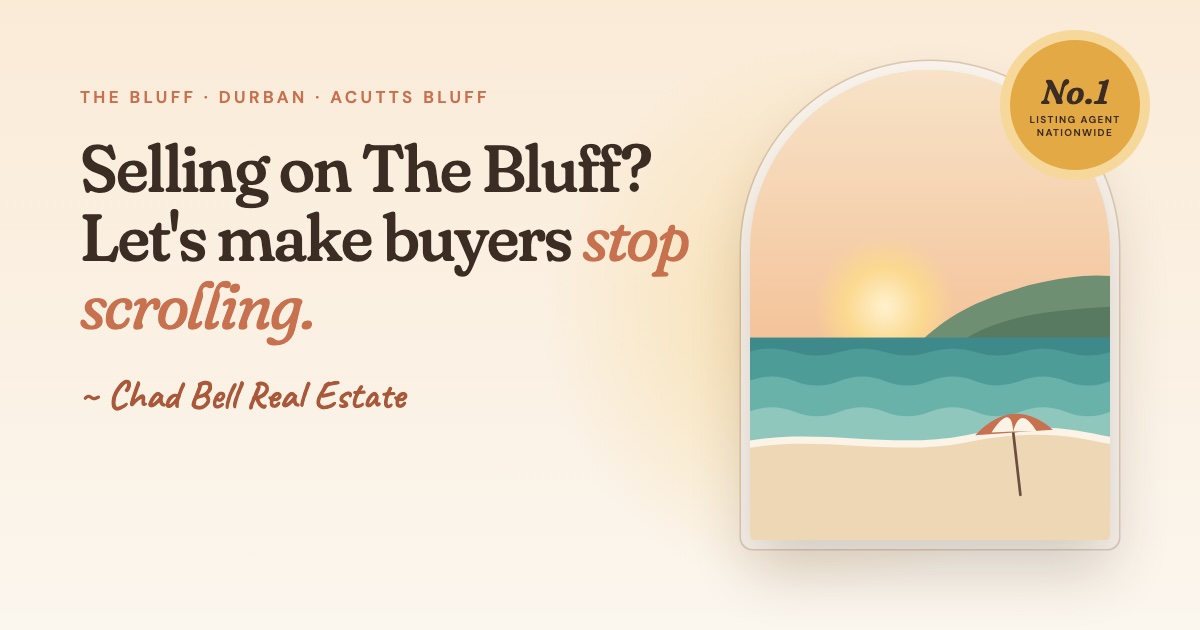 THE BLUFF · DURBAN · ACUTTS BLUFF
Selling on The Bluff?
Let's make buyers stop
scrolling.
~ Chad Bell Real Estate
No.1
LISTING AGENT
NATIONWIDE